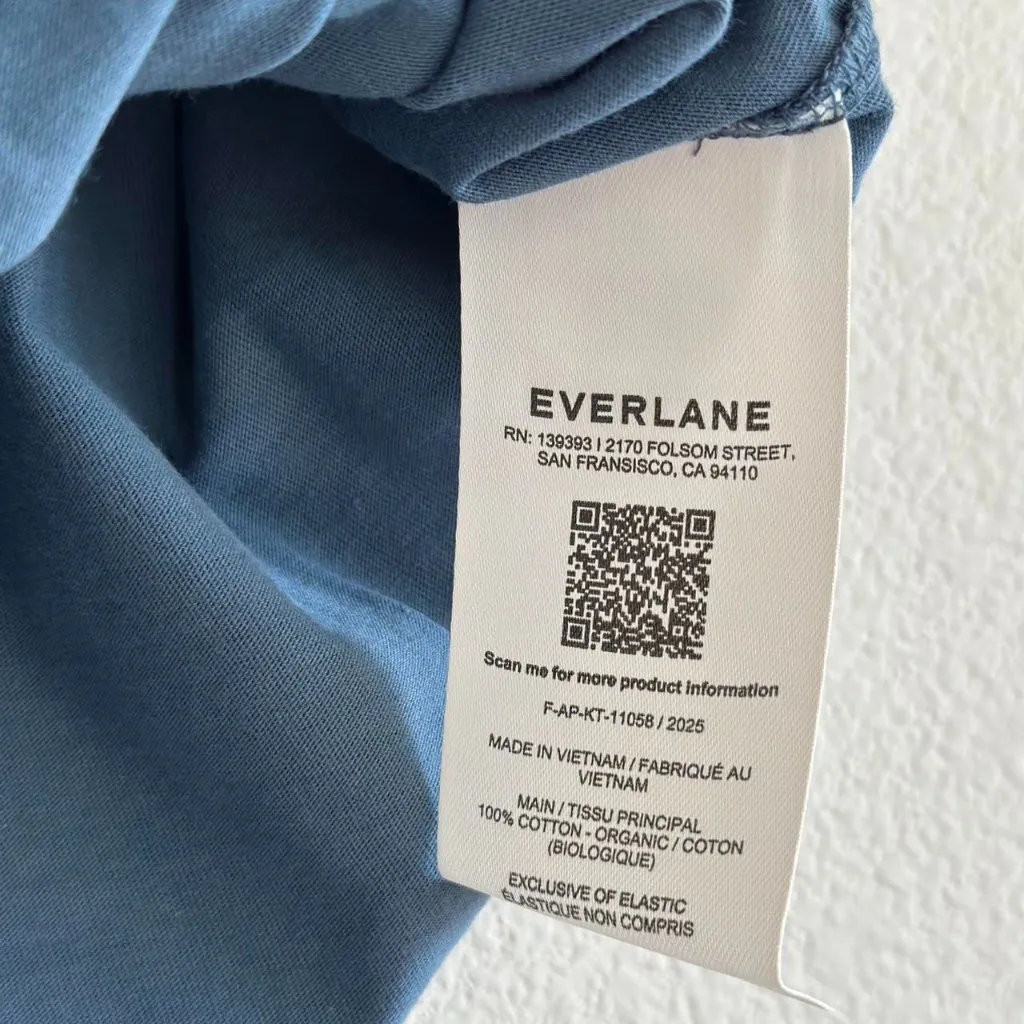 EVERLANE
RN: 139393 | 2170 FOLSOM STREET,
SAN FRANSISCO, CA 94110
Scan me for more product information
F-AP-KT-11058 / 2025
MADE IN VIETNAM / FABRIQUÉ AU
VIETNAM
MAIN / TISSU PRINCIPAL
100% COTTON - ORGANIC / COTON
(BIOLOGIQUE)
EXCLUSIVE OF ELASTIC
ÉLASTIQUE NON COMPRIS